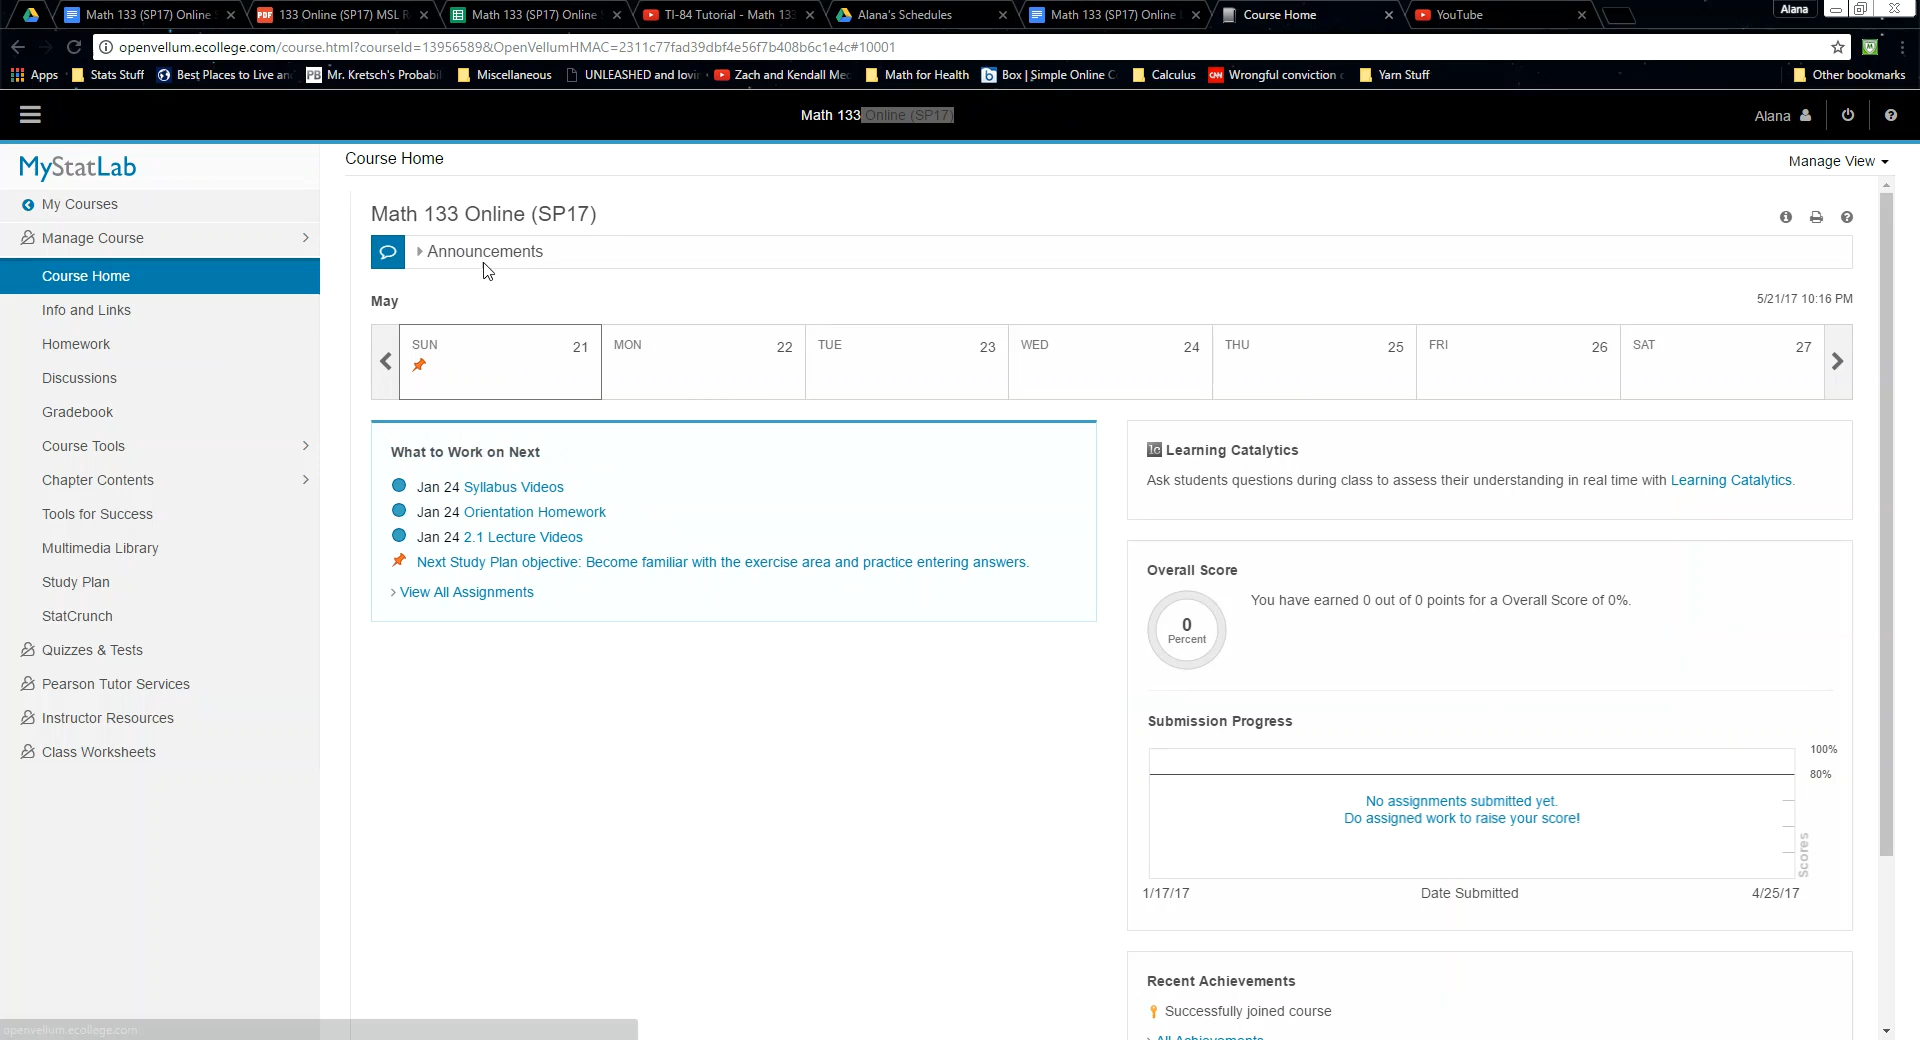 Math 133 (SP17) Online
133 Online (SP17) MSL R
Math 133 (SP17) Online
TI-84 Tutorial - Math 133
Alana's Schedules
Math 133 (SP17) Online
Course Home
YouTube
Alana
openvellum.ecollege.com/course.html?courseId=13956589&OpenVellumHMAC=2311c77fad39dbf4e56f7b408b6c1e4c#10001
Apps
Stats Stuff
Best Places to Live an
PB Mr. Kretsch's Probabil
Miscellaneous
UNLEASHED and lovin
Zach and Kendall Me
Math for Health
Box | Simple Online C
Calculus
CNN Wrongful conviction
Yarn Stuff
Other bookmarks
Math 133 Online (SP17)
Alana
MyStatLab
My Courses
Manage Course
Course Home
Info and Links
Homework
Discussions
Gradebook
Course Tools
Chapter Contents
Tools for Success
Multimedia Library
Study Plan
StatCrunch
Quizzes & Tests
Pearson Tutor Services
Instructor Resources
Class Worksheets
openvellum.ecollege.com
Course Home
Manage View
Math 133 Online (SP17)
Announcements
May
5/21/17 10:16 PM
SUN 21
MON 22
TUE 23
WED 24
THU 25
FRI 26
SAT 27
What to Work on Next
Jan 24 Syllabus Videos
Jan 24 Orientation Homework
Jan 24 2.1 Lecture Videos
Next Study Plan objective: Become familiar with the exercise area and practice entering answers.
› View All Assignments
lc Learning Catalytics
Ask students questions during class to assess their understanding in real time with Learning Catalytics.
Overall Score
0
Percent
You have earned 0 out of 0 points for a Overall Score of 0%.
Submission Progress
100%
80%
No assignments submitted yet.
Do assigned work to raise your score!
Scores
1/17/17
Date Submitted
4/25/17
Recent Achievements
Successfully joined course
› All Achievements